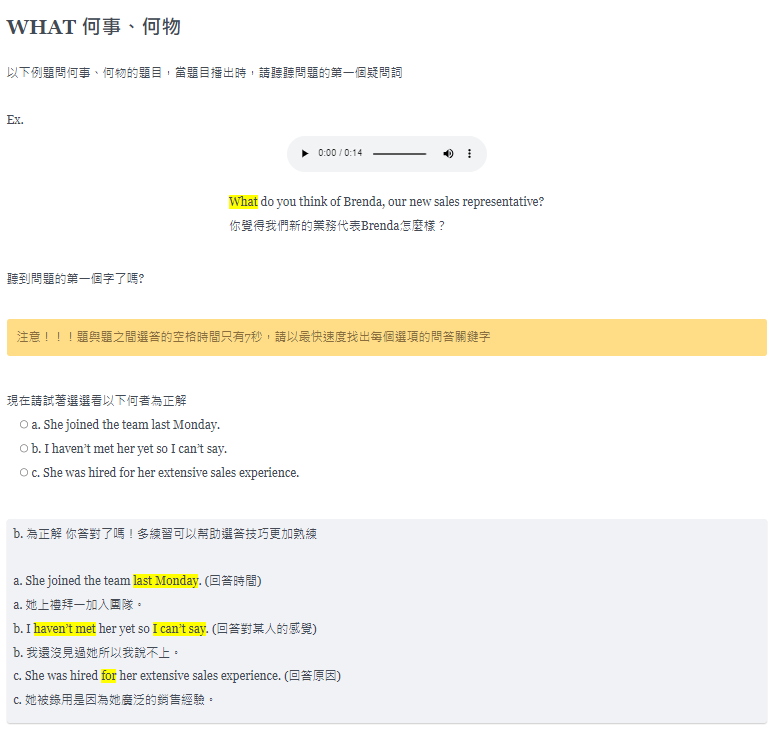 WHAT 何事、何物
以下例題問何事、何物的題目，當題目播出時，請聽聽問題的第一個疑問詞
Ex.
0:00 / 0:14
What do you think of Brenda, our new sales representative?
你覺得我們新的業務代表Brenda怎麼樣？
聽到問題的第一個字了嗎?
注意！！！題與題之間選答的空格時間只有7秒，請以最快速度找出每個選項的問答關鍵字
現在請試著選選看以下何者為正解
a. She joined the team last Monday.
b. I haven’t met her yet so I can’t say.
c. She was hired for her extensive sales experience.
b. 為正解 你答對了嗎！多練習可以幫助選答技巧更加熟練
a. She joined the team last Monday. (回答時間)
a. 她上禮拜一加入團隊。
b. I haven’t met her yet so I can’t say. (回答對某人的感覺)
b. 我還沒見過她所以我說不上。
c. She was hired for her extensive sales experience. (回答原因)
c. 她被錄用是因為她廣泛的銷售經驗。